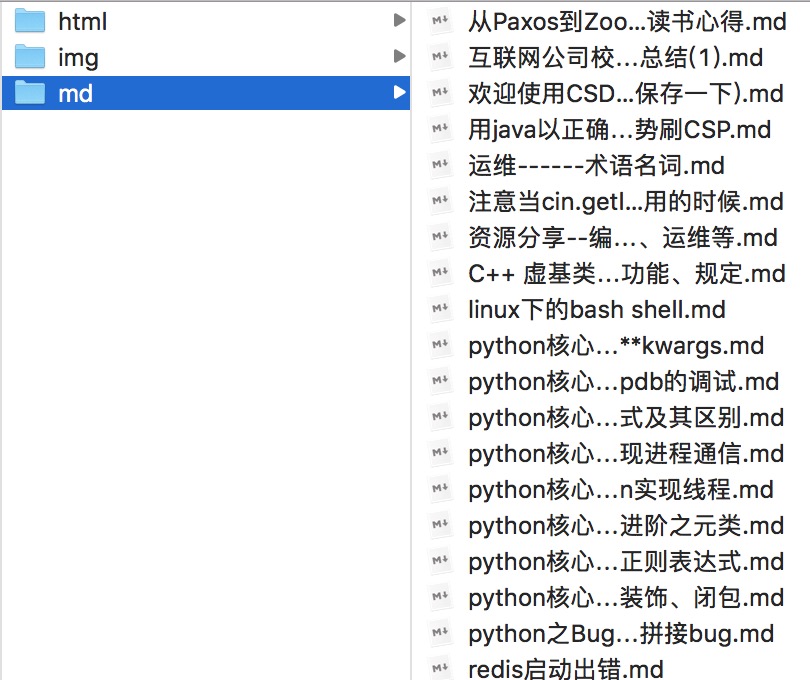 html
img
md
从Paxos到Zoo...读书心得.md
互联网公司校...总结(1).md
欢迎使用CSD...保存一下).md
用java以正确...势刷CSP.md
运维------术语名词.md
注意当cin.getl...用的时候.md
资源分享--编...、运维等.md
C++ 虚基类...功能、规定.md
linux下的bash shell.md
python核心...**kwargs.md
python核心...pdb的调试.md
python核心...式及其区别.md
python核心...现进程通信.md
python核心...n实现线程.md
python核心...进阶之元类.md
python核心...正则表达式.md
python核心...装饰、闭包.md
python之Bug...拼接bug.md
redis启动出错.md